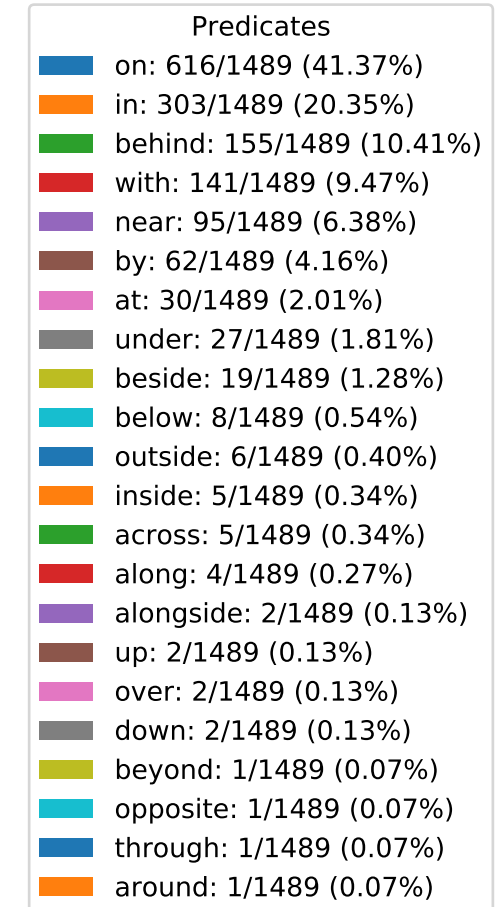 Predicates
on: 616/1489 (41.37%)
in: 303/1489 (20.35%)
behind: 155/1489 (10.41%)
with: 141/1489 (9.47%)
near: 95/1489 (6.38%)
by: 62/1489 (4.16%)
at: 30/1489 (2.01%)
under: 27/1489 (1.81%)
beside: 19/1489 (1.28%)
below: 8/1489 (0.54%)
outside: 6/1489 (0.40%)
inside: 5/1489 (0.34%)
across: 5/1489 (0.34%)
along: 4/1489 (0.27%)
alongside: 2/1489 (0.13%)
up: 2/1489 (0.13%)
over: 2/1489 (0.13%)
down: 2/1489 (0.13%)
beyond: 1/1489 (0.07%)
opposite: 1/1489 (0.07%)
through: 1/1489 (0.07%)
around: 1/1489 (0.07%)